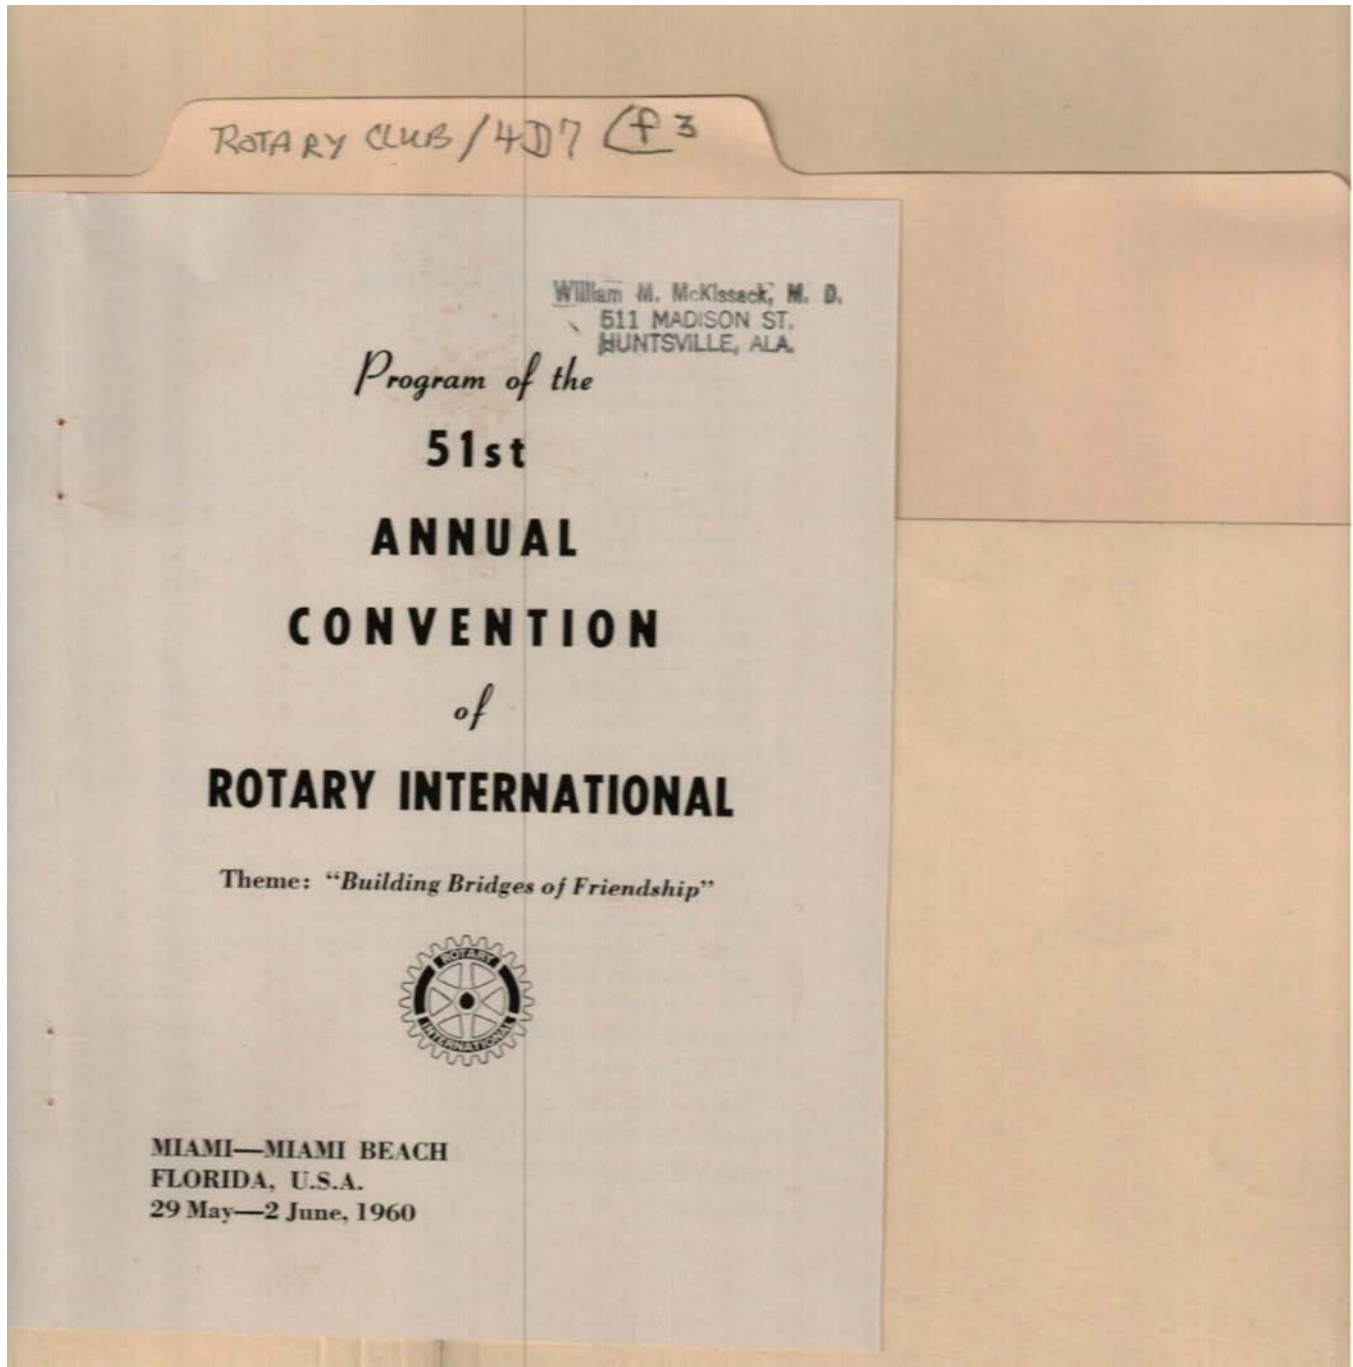 ROTARY CLUB/4D7 f3
William M. McKissack, M. D.
511 MADISON ST.
HUNTSVILLE, ALA.
Program of the
51st
ANNUAL
CONVENTION
of
ROTARY INTERNATIONAL
Theme: “Building Bridges of Friendship”
ROTARY
INTERNATIONAL
MIAMI—MIAMI BEACH
FLORIDA, U.S.A.
29 May—2 June, 1960